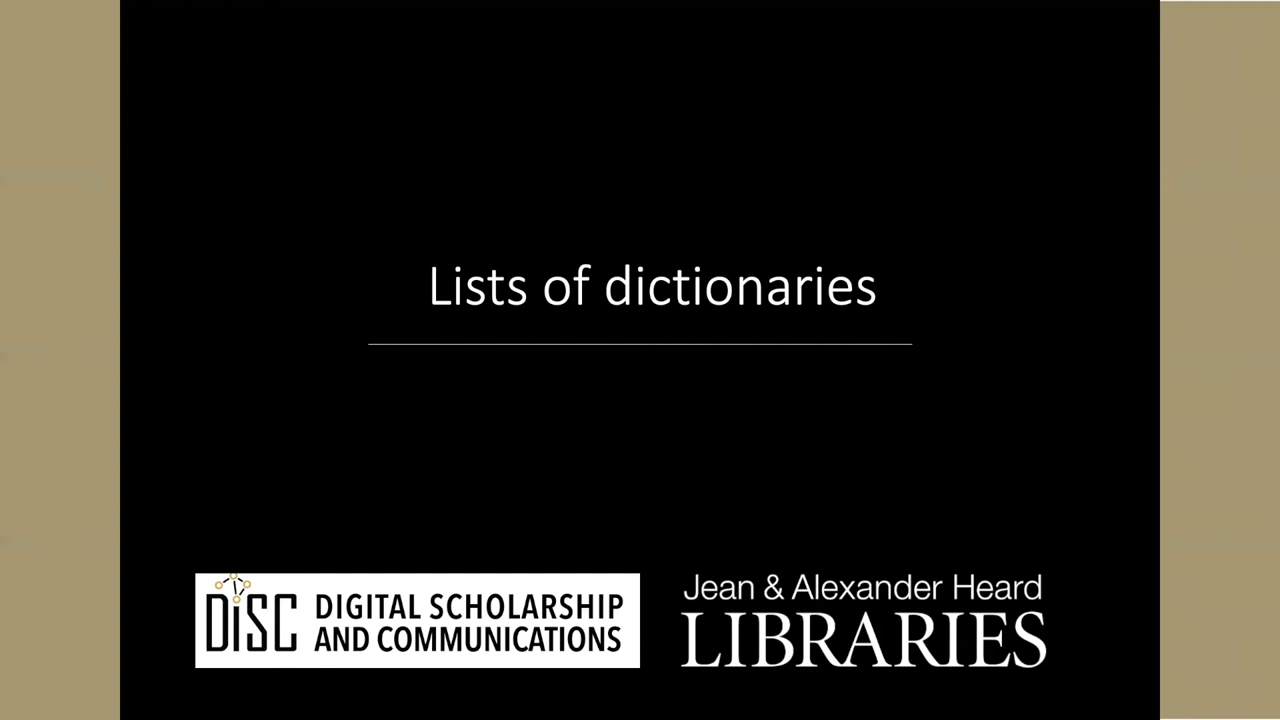 Lists of dictionaries
DiSC
DIGITAL SCHOLARSHIP
AND COMMUNICATIONS
Jean & Alexander Heard
LIBRARIES